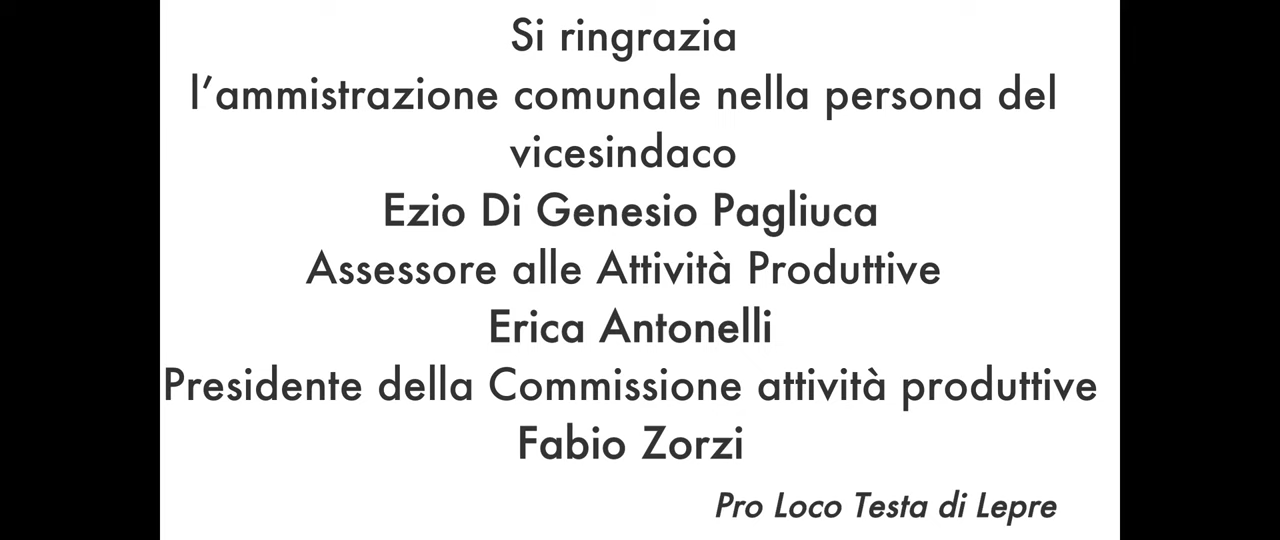 Si ringrazia
l’ammistrazione comunale nella persona del
vicesindaco
Ezio Di Genesio Pagliuca
Assessore alle Attività Produttive
Erica Antonelli
Presidente della Commissione attività produttive
Fabio Zorzi
Pro Loco Testa di Lepre